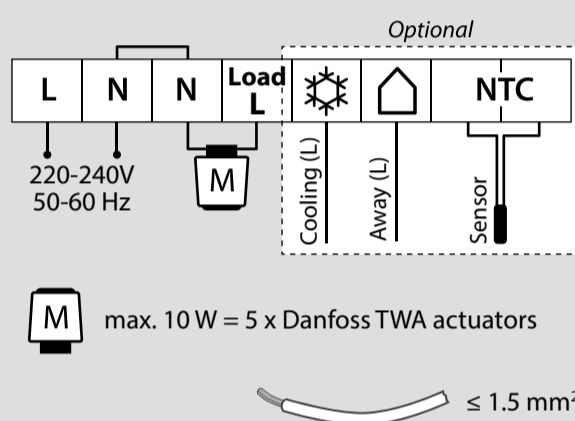 Optional
L N N Load L NTC
220-240V
50-60 Hz
M
Cooling (L)
Away (L)
Sensor
M max. 10 W = 5 x Danfoss TWA actuators
≤ 1.5 mm²